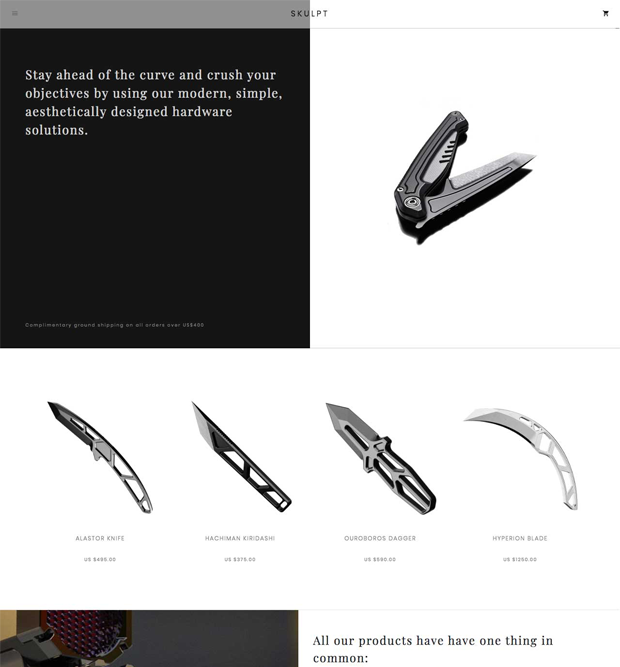 SKULPT
Stay ahead of the curve and crush your
objectives by using our modern, simple,
aesthetically designed hardware
solutions.
Complimentary ground shipping on all orders over US$400
ALASTOR KNIFE
HACHIMAN KIRIDASHI
OUROBOROS DAGGER
HYPERION BLADE
US $495.00
US $375.00
US $590.00
US $1250.00
All our products have have one thing in
common: